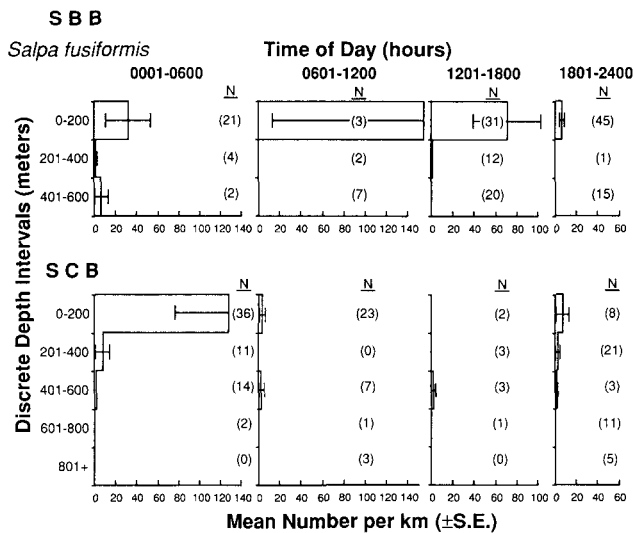 S B B
Salpa fusiformis
Time of Day (hours)
0001-0600 0601-1200 1201-1800 1801-2400
N N N N
0-200 (21) (3) (31) (45)
201-400 (4) (2) (12) (1)
401-600 (2) (7) (20) (15)
0 20 40 60 80 100 120 140 0 20 40 60 80 100 120 140 0 20 40 60 80 100 0 20 40 60
S C B
N N N N
0-200 (36) (23) (2) (8)
201-400 (11) (0) (3) (21)
401-600 (14) (7) (3) (3)
601-800 (2) (1) (1) (11)
801+ (0) (3) (0) (5)
0 20 40 60 80 100 120 140 0 20 40 60 80 100 120 140 0 20 40 60 80 100 0 20 40 60
Discrete Depth Intervals (meters)
Mean Number per km (±S.E.)